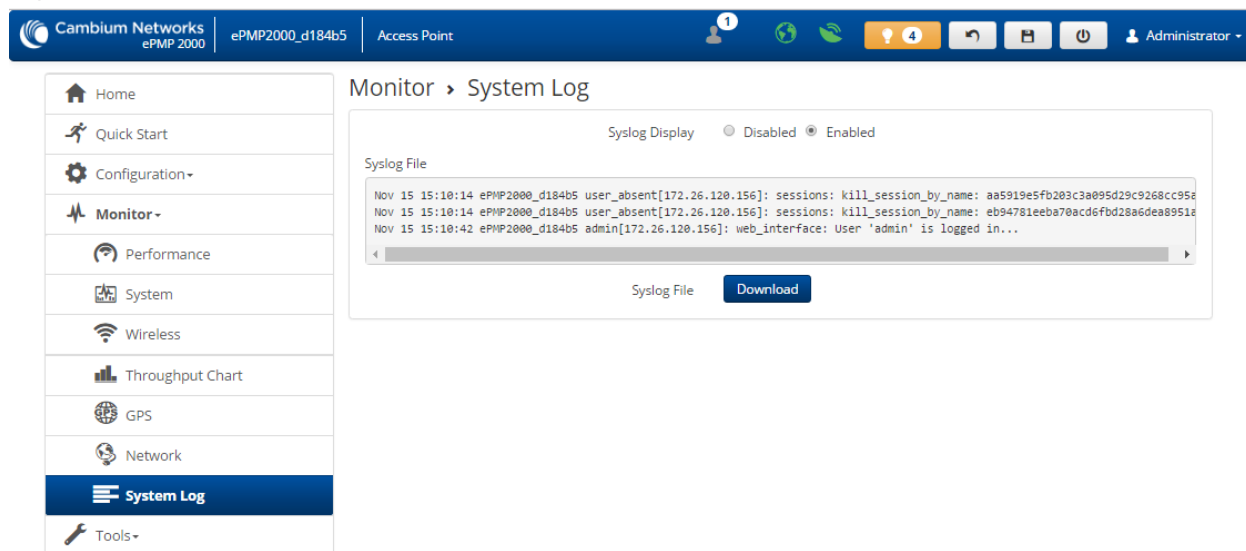 Cambium Networks
ePMP 2000
ePMP2000_d184b5
Access Point
1
4
Administrator
Home
Quick Start
Configuration
Monitor
Performance
System
Wireless
Throughput Chart
GPS
Network
System Log
Tools
Monitor › System Log
Syslog Display Disabled Enabled
Syslog File
Nov 15 15:10:14 ePMP2000_d184b5 user_absent[172.26.120.156]: sessions: kill_session_by_name: aa5919e5fb203c3a095d29c9268cc95a
Nov 15 15:10:14 ePMP2000_d184b5 user_absent[172.26.120.156]: sessions: kill_session_by_name: eb94781eeba70acd6fbd28a6dea8951a
Nov 15 15:10:42 ePMP2000_d184b5 admin[172.26.120.156]: web_interface: User 'admin' is logged in...
Syslog File Download